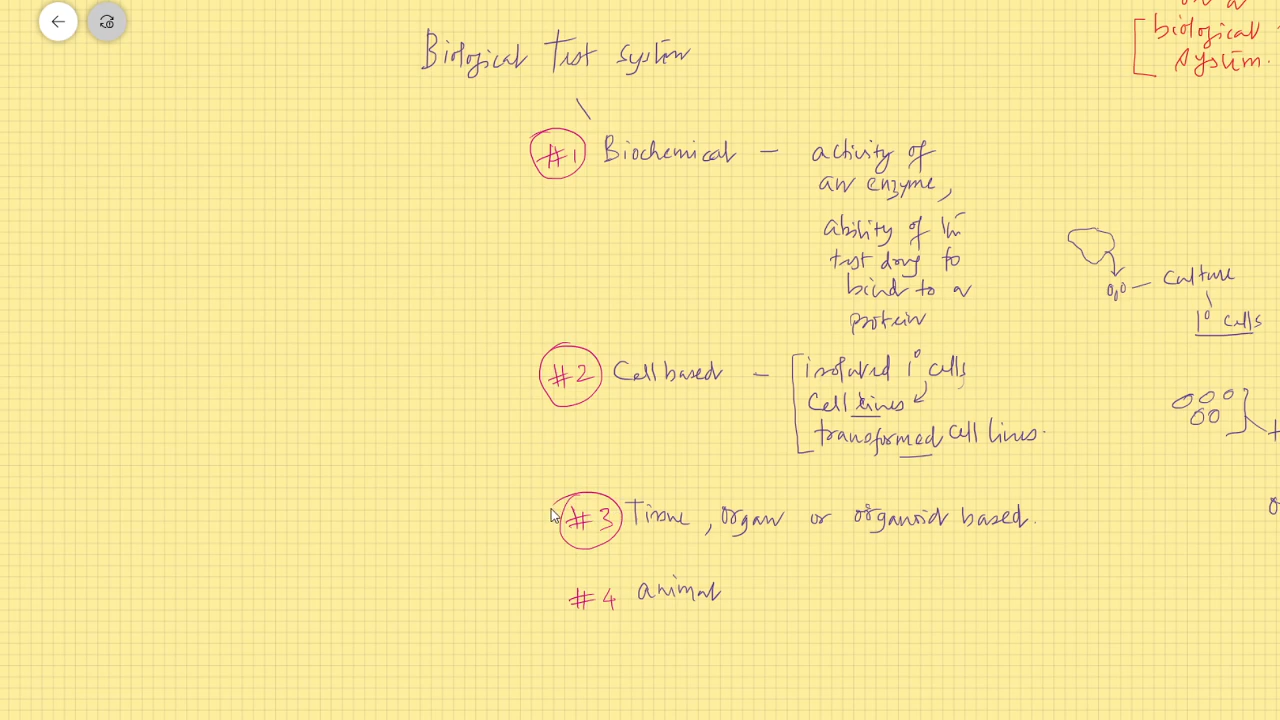 Biological Test system
on a
biological
system.
#1 Biochemical – activity of
an enzyme,
ability of the
test drug to
bind to a
protein
culture
1° cells
#2 Cell based – isolated 1° cells
Cell lines
transformed cell lines.
#3 Tissue, organ or organoid based.
#4 animal